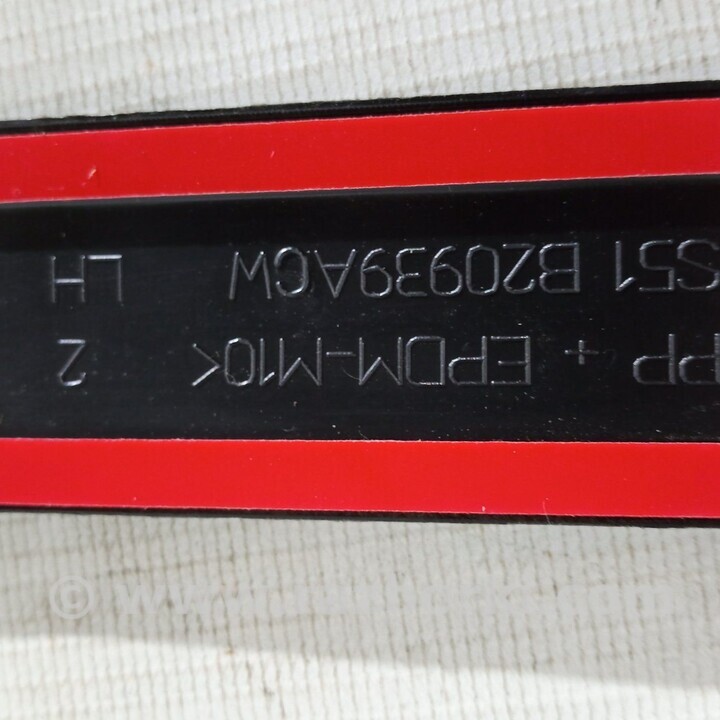 PP + EPDM-M10< 2
S51 B20939ACW LH